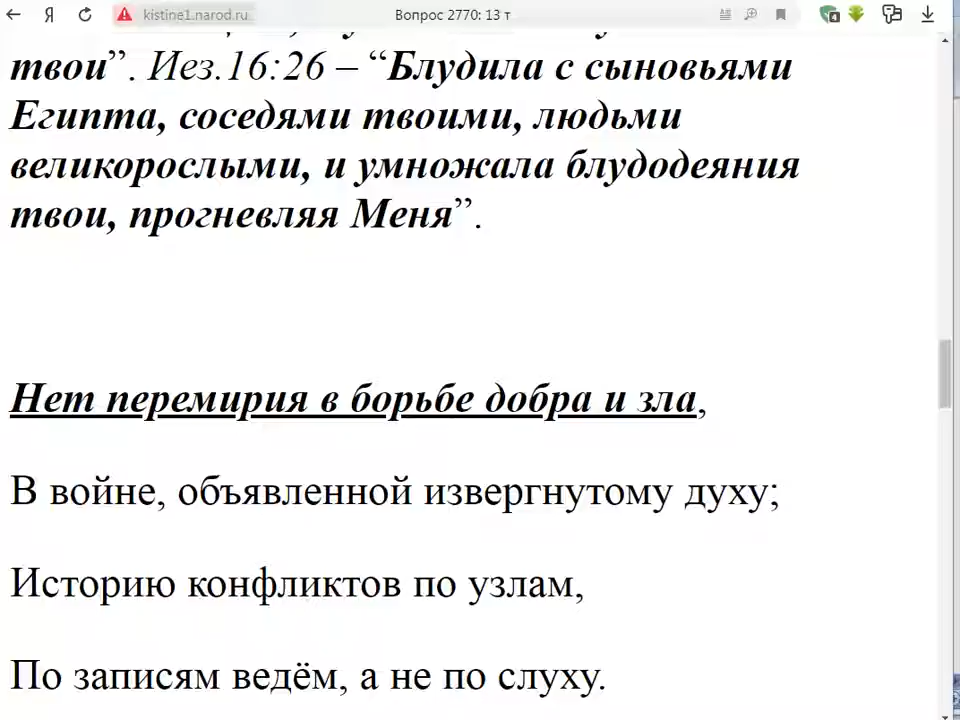 kistine1.narod.ru Вопрос 2770: 13 т
твои”. Иез.16:26 – “Блудила с сыновьями
Египта, соседями твоими, людьми
великорослыми, и умножала блудодеяния
твои, прогневляя Меня”.
Нет перемирия в борьбе добра и зла,
В войне, объявленной извергнутому духу;
Историю конфликтов по узлам,
По записям ведём, а не по слуху.